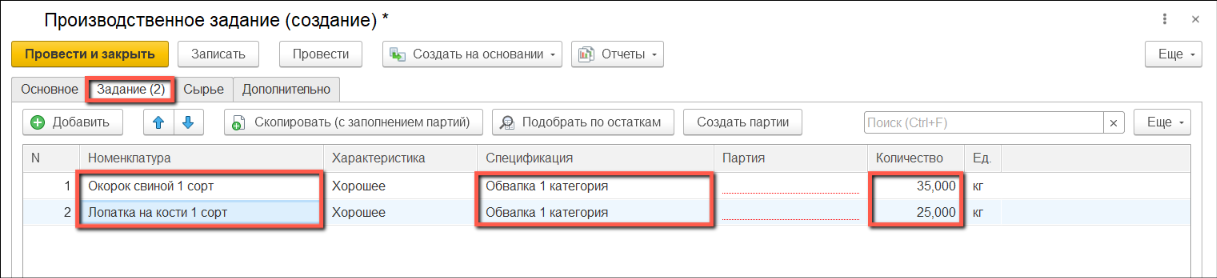 Производственное задание (создание) *
Провести и закрыть Записать Провести Создать на основании Отчеты Еще
Основное Задание (2) Сырье Дополнительно
Добавить Скопировать (с заполнением партий) Подобрать по остаткам Создать партии Поиск (Ctrl+F) × Еще
N Номенклатура Характеристика Спецификация Партия Количество Ед.
1 Окорок свиной 1 сорт Хорошее Обвалка 1 категория 35,000 кг
2 Лопатка на кости 1 сорт Хорошее Обвалка 1 категория 25,000 кг